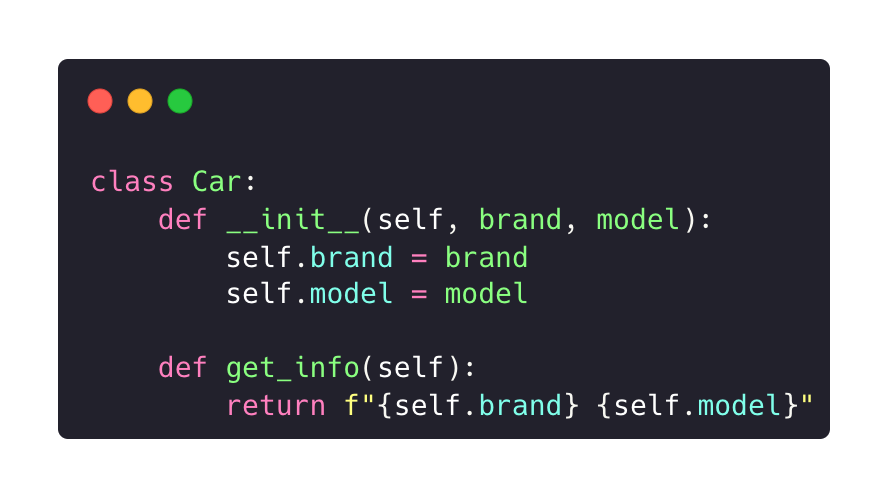 class Car:
    def __init__(self, brand, model):
        self.brand = brand
        self.model = model

    def get_info(self):
        return f"{self.brand} {self.model}"